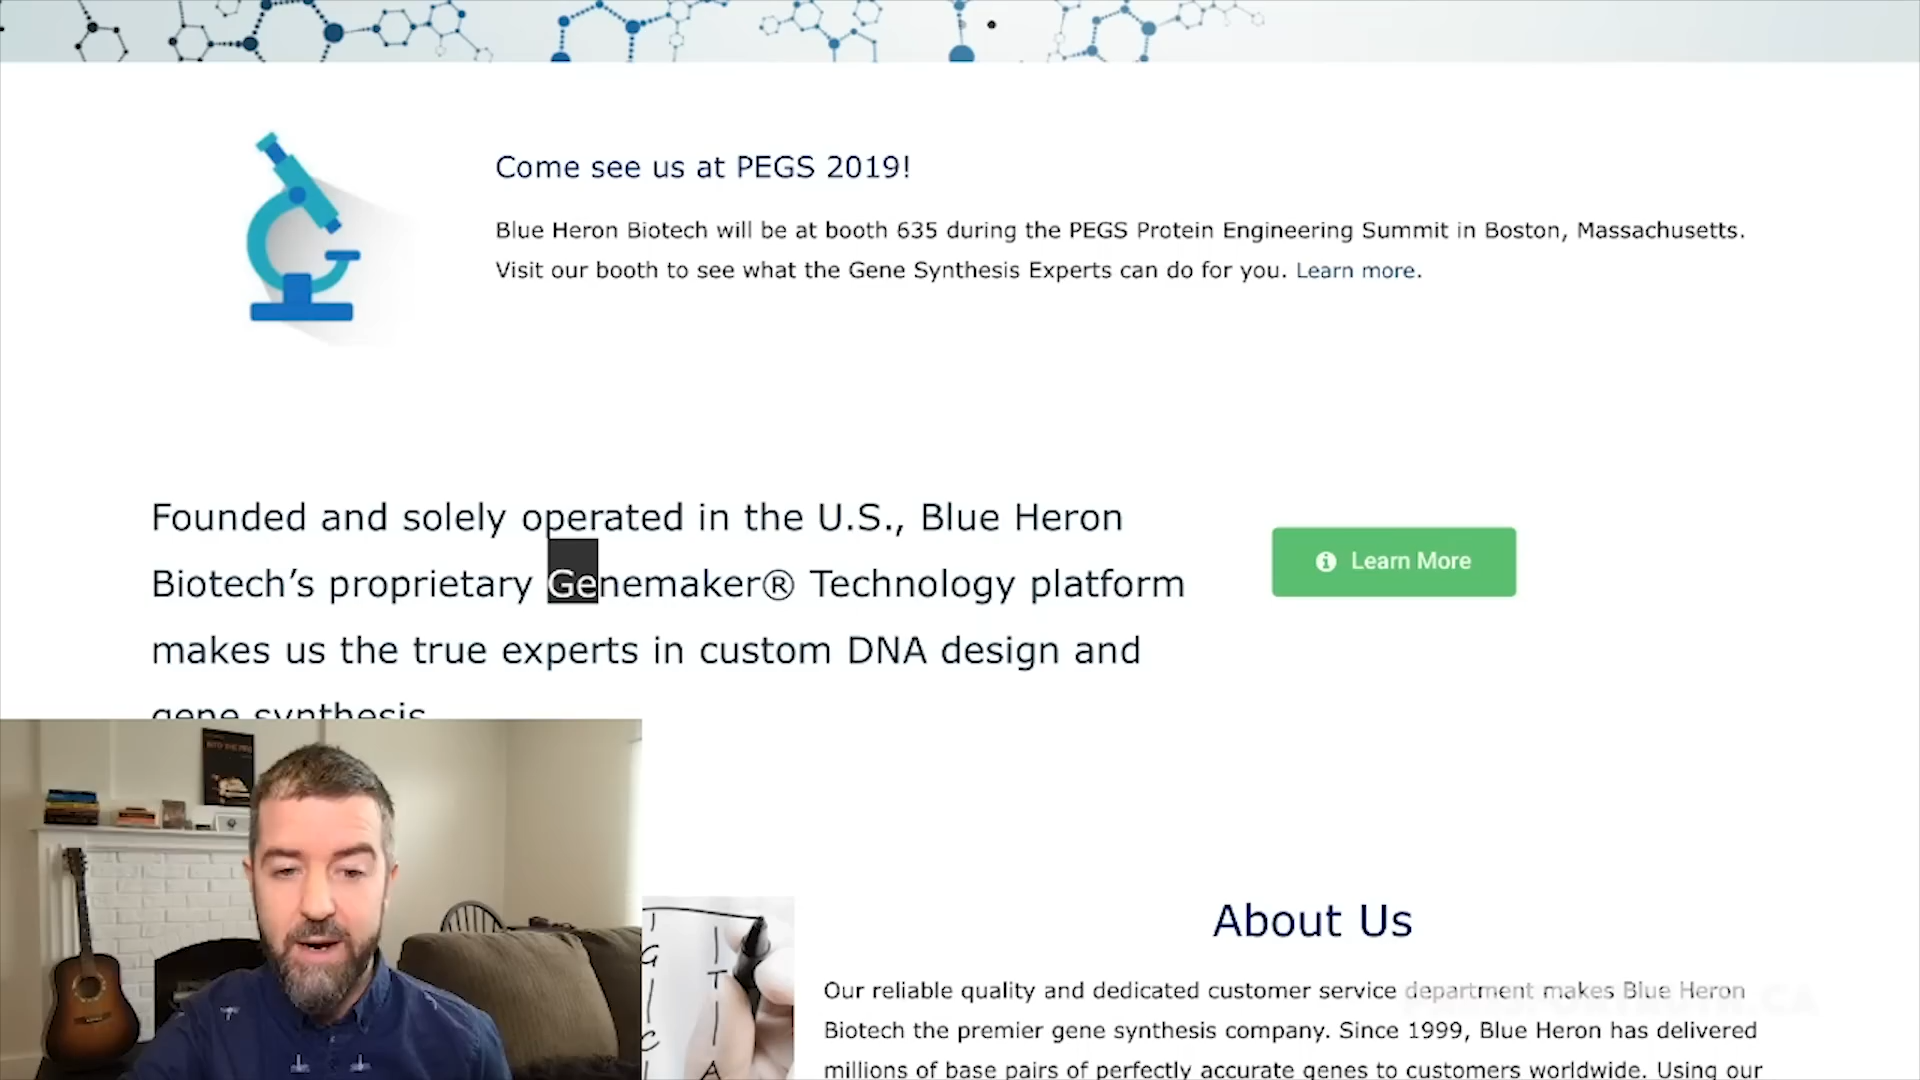 Come see us at PEGS 2019!
Blue Heron Biotech will be at booth 635 during the PEGS Protein Engineering Summit in Boston, Massachusetts.
Visit our booth to see what the Gene Synthesis Experts can do for you. Learn more.
Founded and solely operated in the U.S., Blue Heron
Biotech’s proprietary Genemaker® Technology platform
makes us the true experts in custom DNA design and
gene synthesis
Learn More
About Us
Our reliable quality and dedicated customer service department makes Blue Heron
Biotech the premier gene synthesis company. Since 1999, Blue Heron has delivered
millions of base pairs of perfectly accurate genes to customers worldwide. Using our